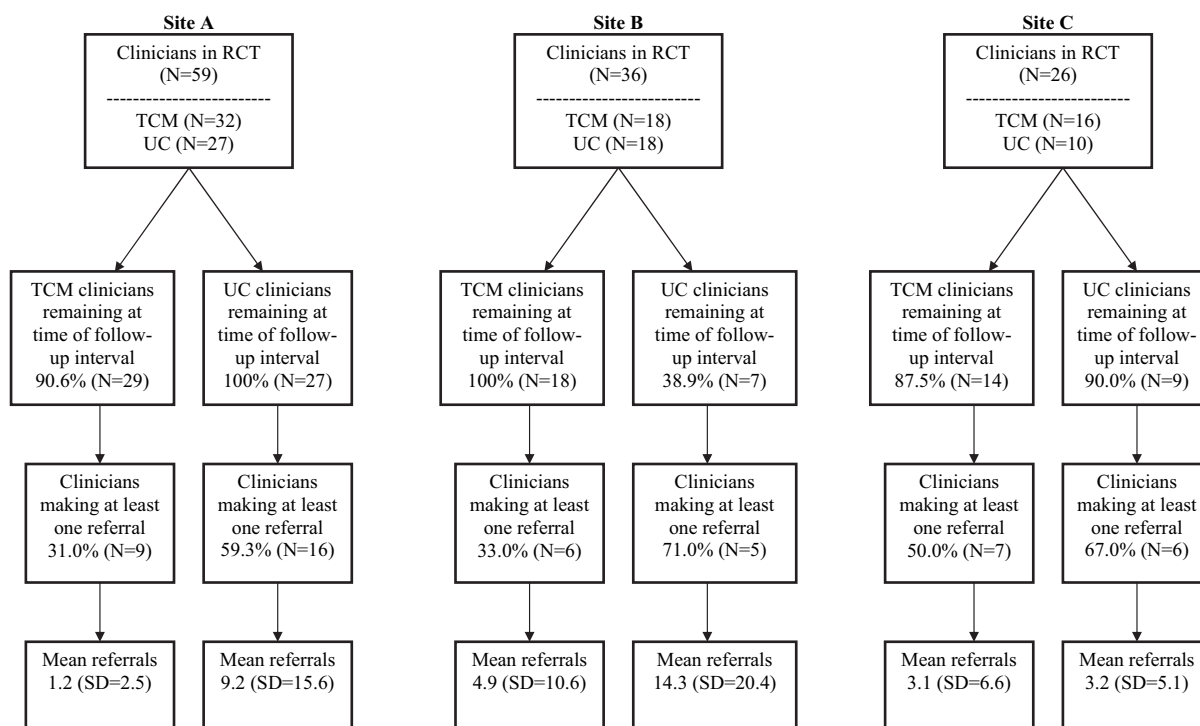 Site A
Clinicians in RCT
(N=59)
-------------------------
TCM (N=32)
UC (N=27)
TCM clinicians
remaining at
time of follow-
up interval
90.6% (N=29)
UC clinicians
remaining at
time of follow-
up interval
100% (N=27)
Clinicians
making at least
one referral
31.0% (N=9)
Clinicians
making at least
one referral
59.3% (N=16)
Mean referrals
1.2 (SD=2.5)
Mean referrals
9.2 (SD=15.6)
Site B
Clinicians in RCT
(N=36)
-------------------------
TCM (N=18)
UC (N=18)
TCM clinicians
remaining at
time of follow-
up interval
100% (N=18)
UC clinicians
remaining at
time of follow-
up interval
38.9% (N=7)
Clinicians
making at least
one referral
33.0% (N=6)
Clinicians
making at least
one referral
71.0% (N=5)
Mean referrals
4.9 (SD=10.6)
Mean referrals
14.3 (SD=20.4)
Site C
Clinicians in RCT
(N=26)
-------------------------
TCM (N=16)
UC (N=10)
TCM clinicians
remaining at
time of follow-
up interval
87.5% (N=14)
UC clinicians
remaining at
time of follow-
up interval
90.0% (N=9)
Clinicians
making at least
one referral
50.0% (N=7)
Clinicians
making at least
one referral
67.0% (N=6)
Mean referrals
3.1 (SD=6.6)
Mean referrals
3.2 (SD=5.1)